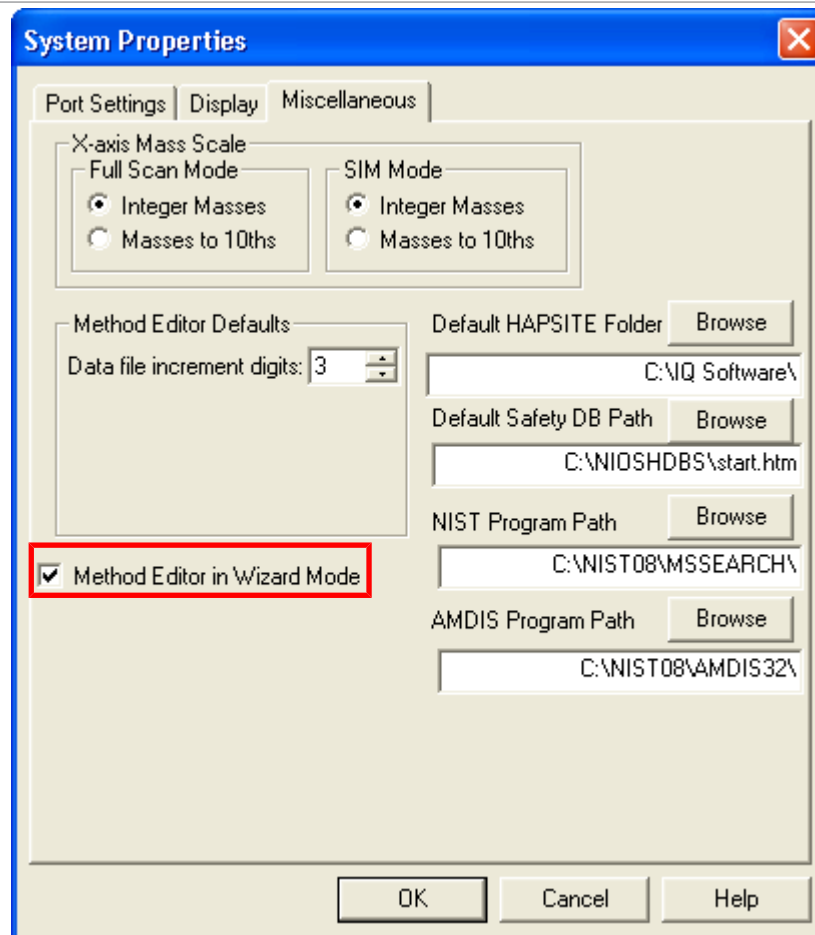 System Properties
Port Settings Display Miscellaneous
X-axis Mass Scale
Full Scan Mode
Integer Masses
Masses to 10ths
SIM Mode
Integer Masses
Masses to 10ths
Method Editor Defaults
Data file increment digits: 3
Method Editor in Wizard Mode
Default HAPSITE Folder Browse
C:\IQ Software\
Default Safety DB Path Browse
C:\NIOSHDBS\start.htm
NIST Program Path Browse
C:\NIST08\MSSEARCH\
AMDIS Program Path Browse
C:\NIST08\AMDIS32\
OK Cancel Help